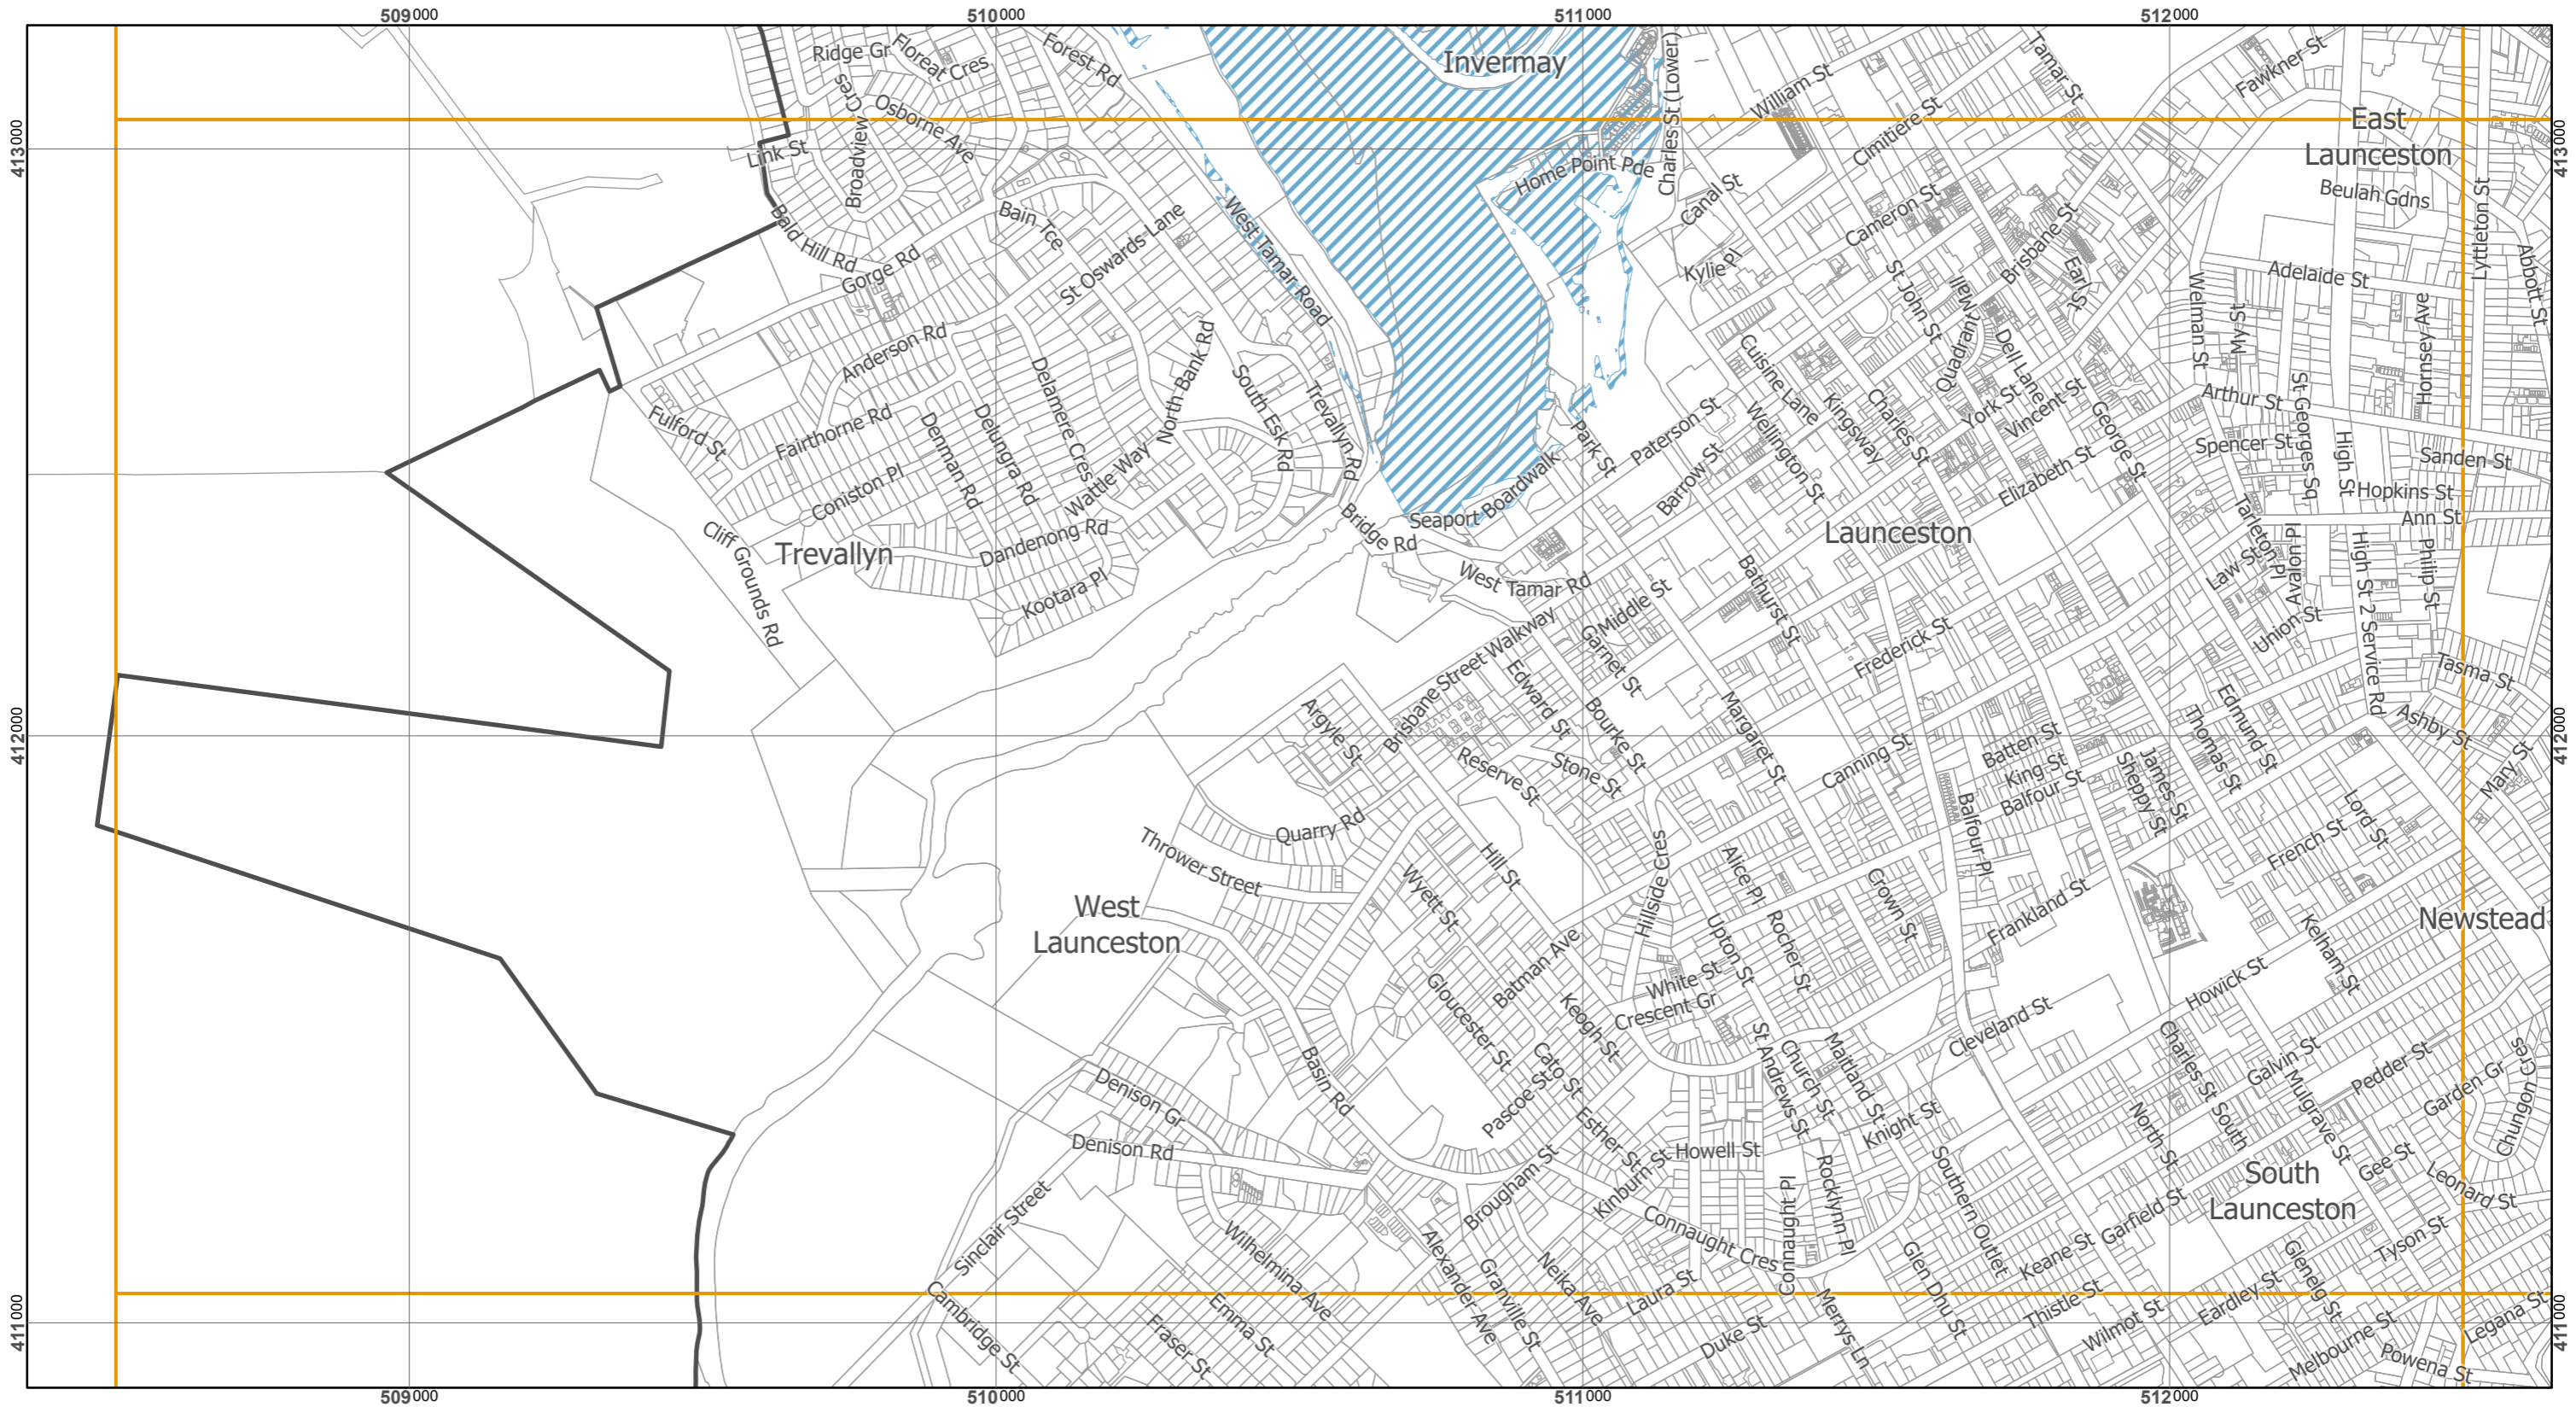 509000
510000
511000
512000
Ridge Gr
Floreat Cres
Forest Rd
Invermay
Charles St (Lower)
William St
Tamar St
Fawkner St
Broadview Cres
Osborne Ave
Cimitiere St
East
Launceston
413000
413000
Link St
Home Point Pde
Canal St
Cameron St
Brisbane St
Beulah Gdns
Lyttleton St
Bald Hill Rd
Gorge Rd
Bain Tce
St Oswards Lane
West Tamar Road
Kylie Pl
St John St
Quadrant Mall
Earl St
Welman St
My St
Adelaide St
Hornsey Ave
Abbott St
Anderson Rd
Delamere Cres
North Bank Rd
South Esk Rd
Trevallyn Rd
Cuisine Lane
Kingsway
Charles St
Dell Lane
York St
Vincent St
George St
Arthur St
St Georges Sq
Fulford St
Fairthorne Rd
Denman Rd
Delungra Rd
Wattle Way
Park St
Paterson St
Barrow St
Wellington St
Elizabeth St
Spencer St
High St
Sanden St
Hopkins St
Ann St
Coniston Pl
Cliff Grounds Rd
Trevallyn
Dandenong Rd
Kootara Pl
Bridge Rd
Seaport Boardwalk
West Tamar Rd
Launceston
Bathurst St
Tarleton Pl
Law St
Avalon Pl
Union St
High St 2 Service Rd
Philip St
Tasma St
Brisbane Street Walkway
Middle St
Garnet St
Edward St
Bourke St
Frederick St
Margaret St
Edmund St
Thomas St
Ashby St
Mary St
412000
412000
Argyle St
Reserve St
Stone St
Canning St
Batten St
King St
Balfour St
James St
Sheppy St
Balfour Pl
Lord St
French St
Quarry Rd
Thrower Street
Hill St
Wyett St
Hillside Cres
Alice Pl
Rocher St
Upton St
Crown St
Frankland St
Kelham St
Newstead
West
Launceston
Batman Ave
Gloucester St
Keogh St
White St
Crescent Gr
Howick St
Cleveland St
Basin Rd
Cato St
Pascoe St
Esther St
St Andrews St
Church St
Maitland St
Knight St
Charles St South
Galvin St
Mulgrave St
Pedder St
Garden Gr
Chungon Cres
Denison Gr
Denison Rd
Brougham St
Kinburn St
Howell St
Connaught Pl
Rocklynn Pl
Southern Outlet
North St
Garfield St
South
Launceston
Gee St
Leonard St
Tyson St
Sinclair Street
Wilhelmina Ave
Alexander Ave
Granville St
Neika Ave
Connaught Cres
Laura St
Glen Dhu St
Keane St
Thistle St
Wilmot St
Eardley St
Glenelg St
Melbourne St
Legana St
Powena St
411000
411000
Cambridge St
Fraser St
Emma St
Duke St
Merrys Ln
509000
510000
511000
512000